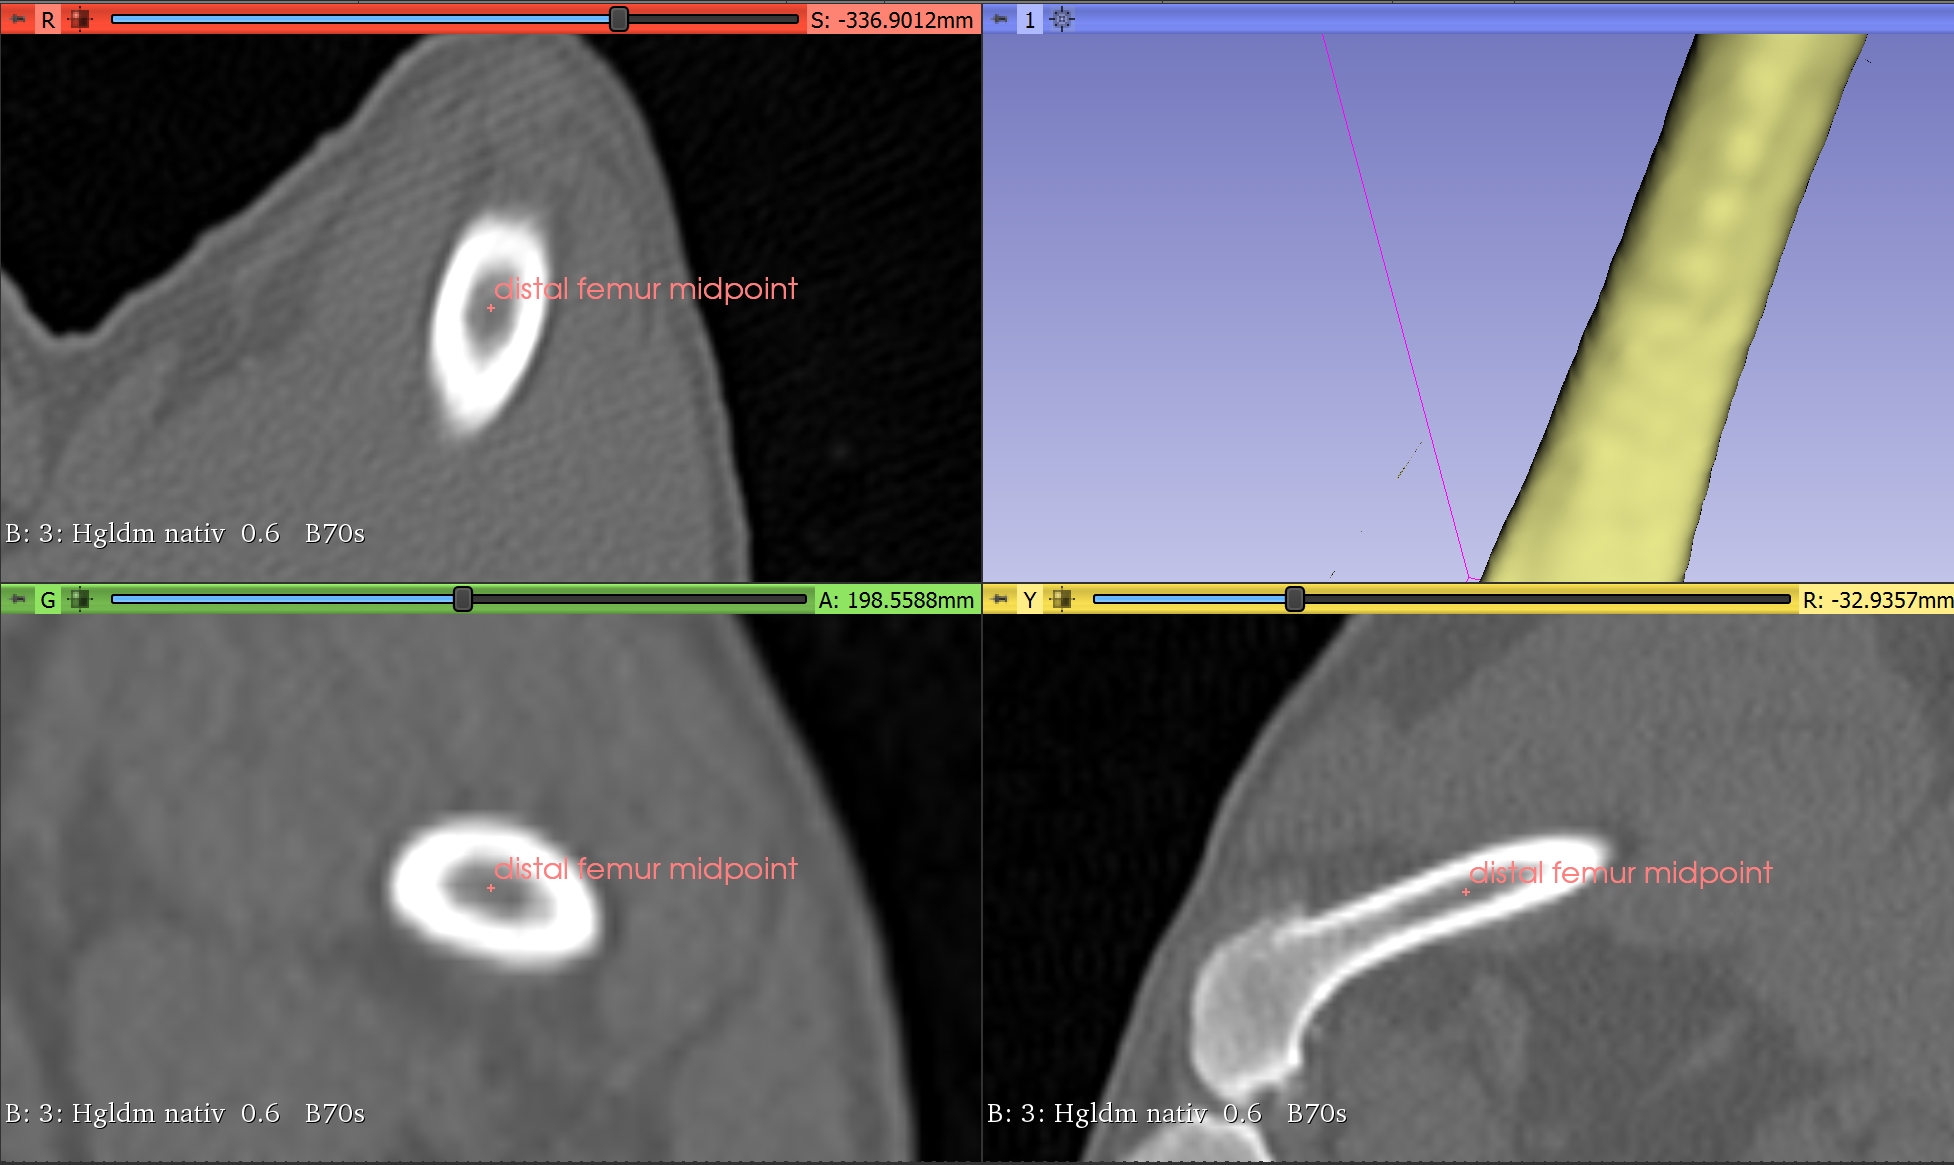 R S: -336.9012mm
1
distal femur midpoint
B: 3: Hgldm nativ 0.6 B70s
G A: 198.5588mm
Y R: -32.9357mm
distal femur midpoint
distal femur midpoint
B: 3: Hgldm nativ 0.6 B70s
B: 3: Hgldm nativ 0.6 B70s